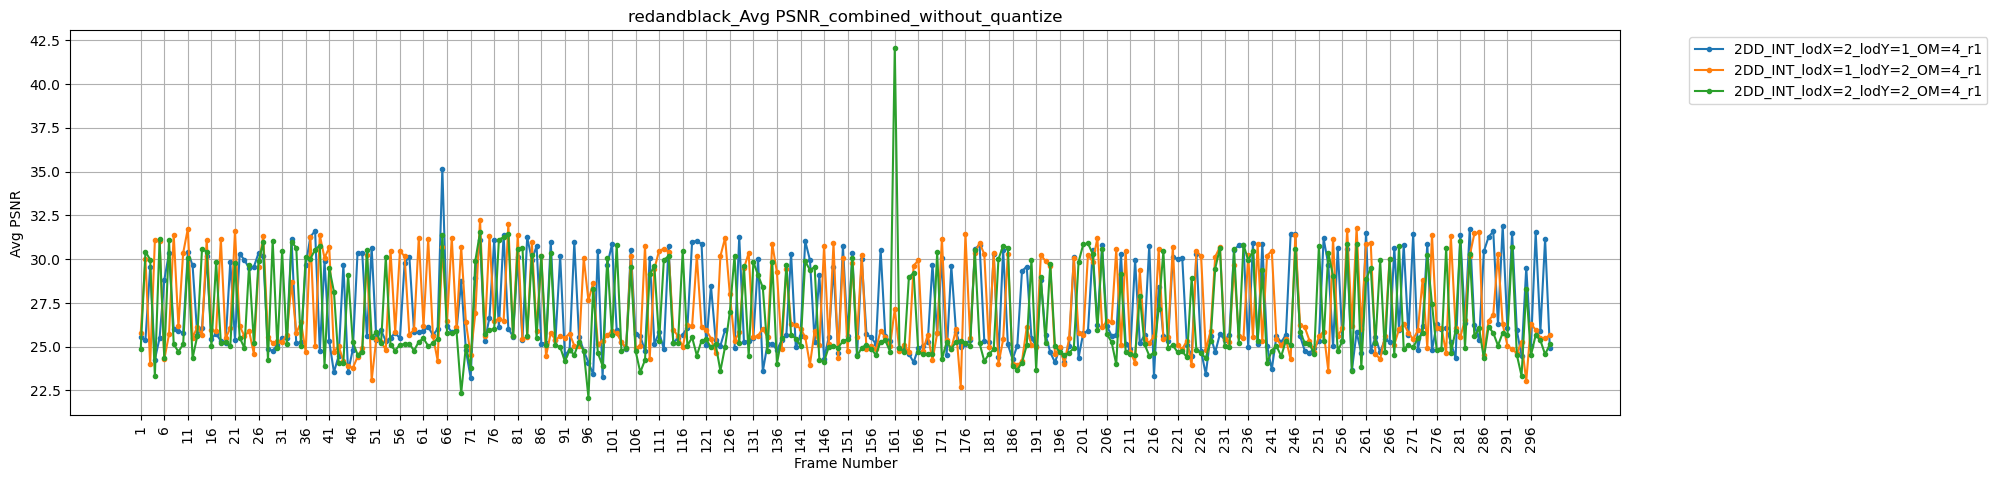 redandblack_Avg PSNR_combined_without_quantize
42.5
40.0
37.5
35.0
32.5
30.0
27.5
25.0
22.5
Avg PSNR
1 6 11 16 21 26 31 36 41 46 51 56 61 66 71 76 81 86 91 96 101 106 111 116 121 126 131 136 141 146 151 156 161 166 171 176 181 186 191 196 201 206 211 216 221 226 231 236 241 246 251 256 261 266 271 276 281 286 291 296
Frame Number
2DD_INT_lodX=2_lodY=1_OM=4_r1
2DD_INT_lodX=1_lodY=2_OM=4_r1
2DD_INT_lodX=2_lodY=2_OM=4_r1